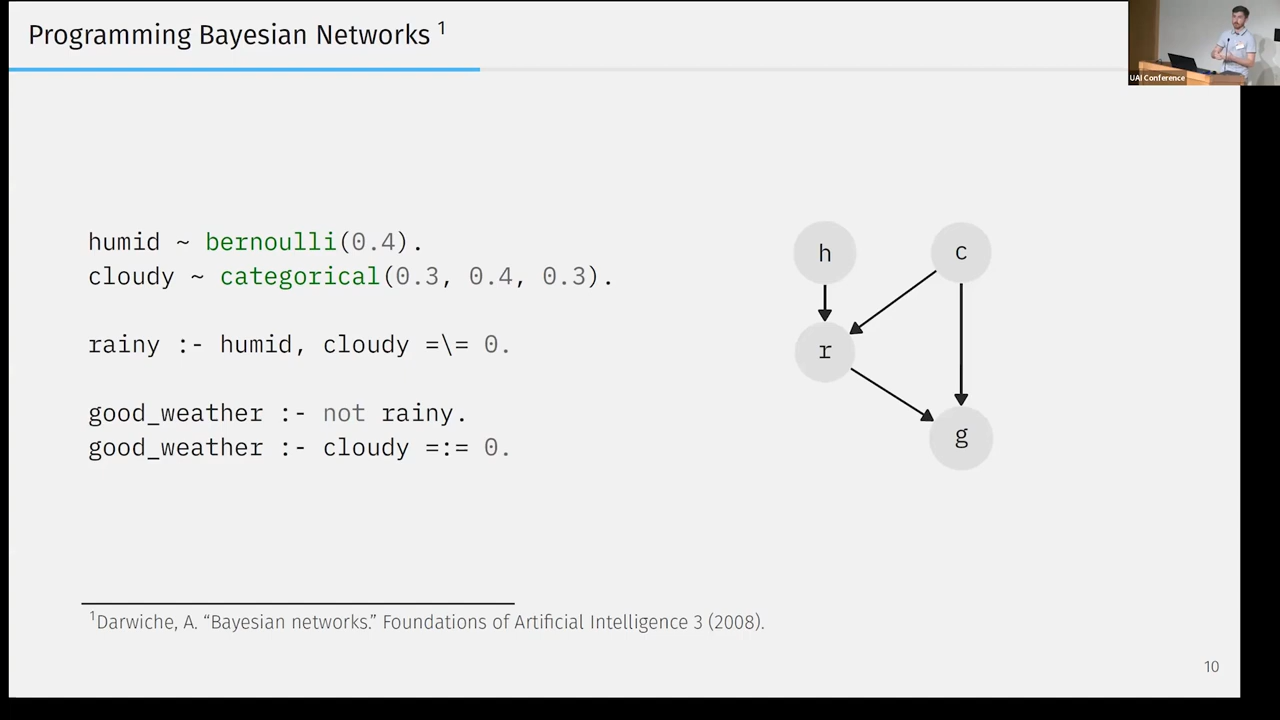 Programming Bayesian Networks 1
UAI Conference
humid ~ bernoulli(0.4).
cloudy ~ categorical(0.3, 0.4, 0.3).
rainy :- humid, cloudy =\= 0.
good_weather :- not rainy.
good_weather :- cloudy =:= 0.
h
c
r
g
1Darwiche, A. “Bayesian networks.” Foundations of Artificial Intelligence 3 (2008).
10